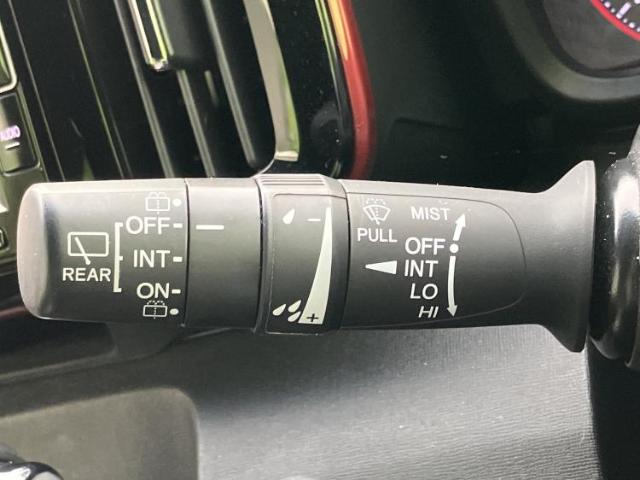 AUDIO
REAR
OFF
INT
ON
-
+
PULL
MIST
OFF
INT
LO
HI